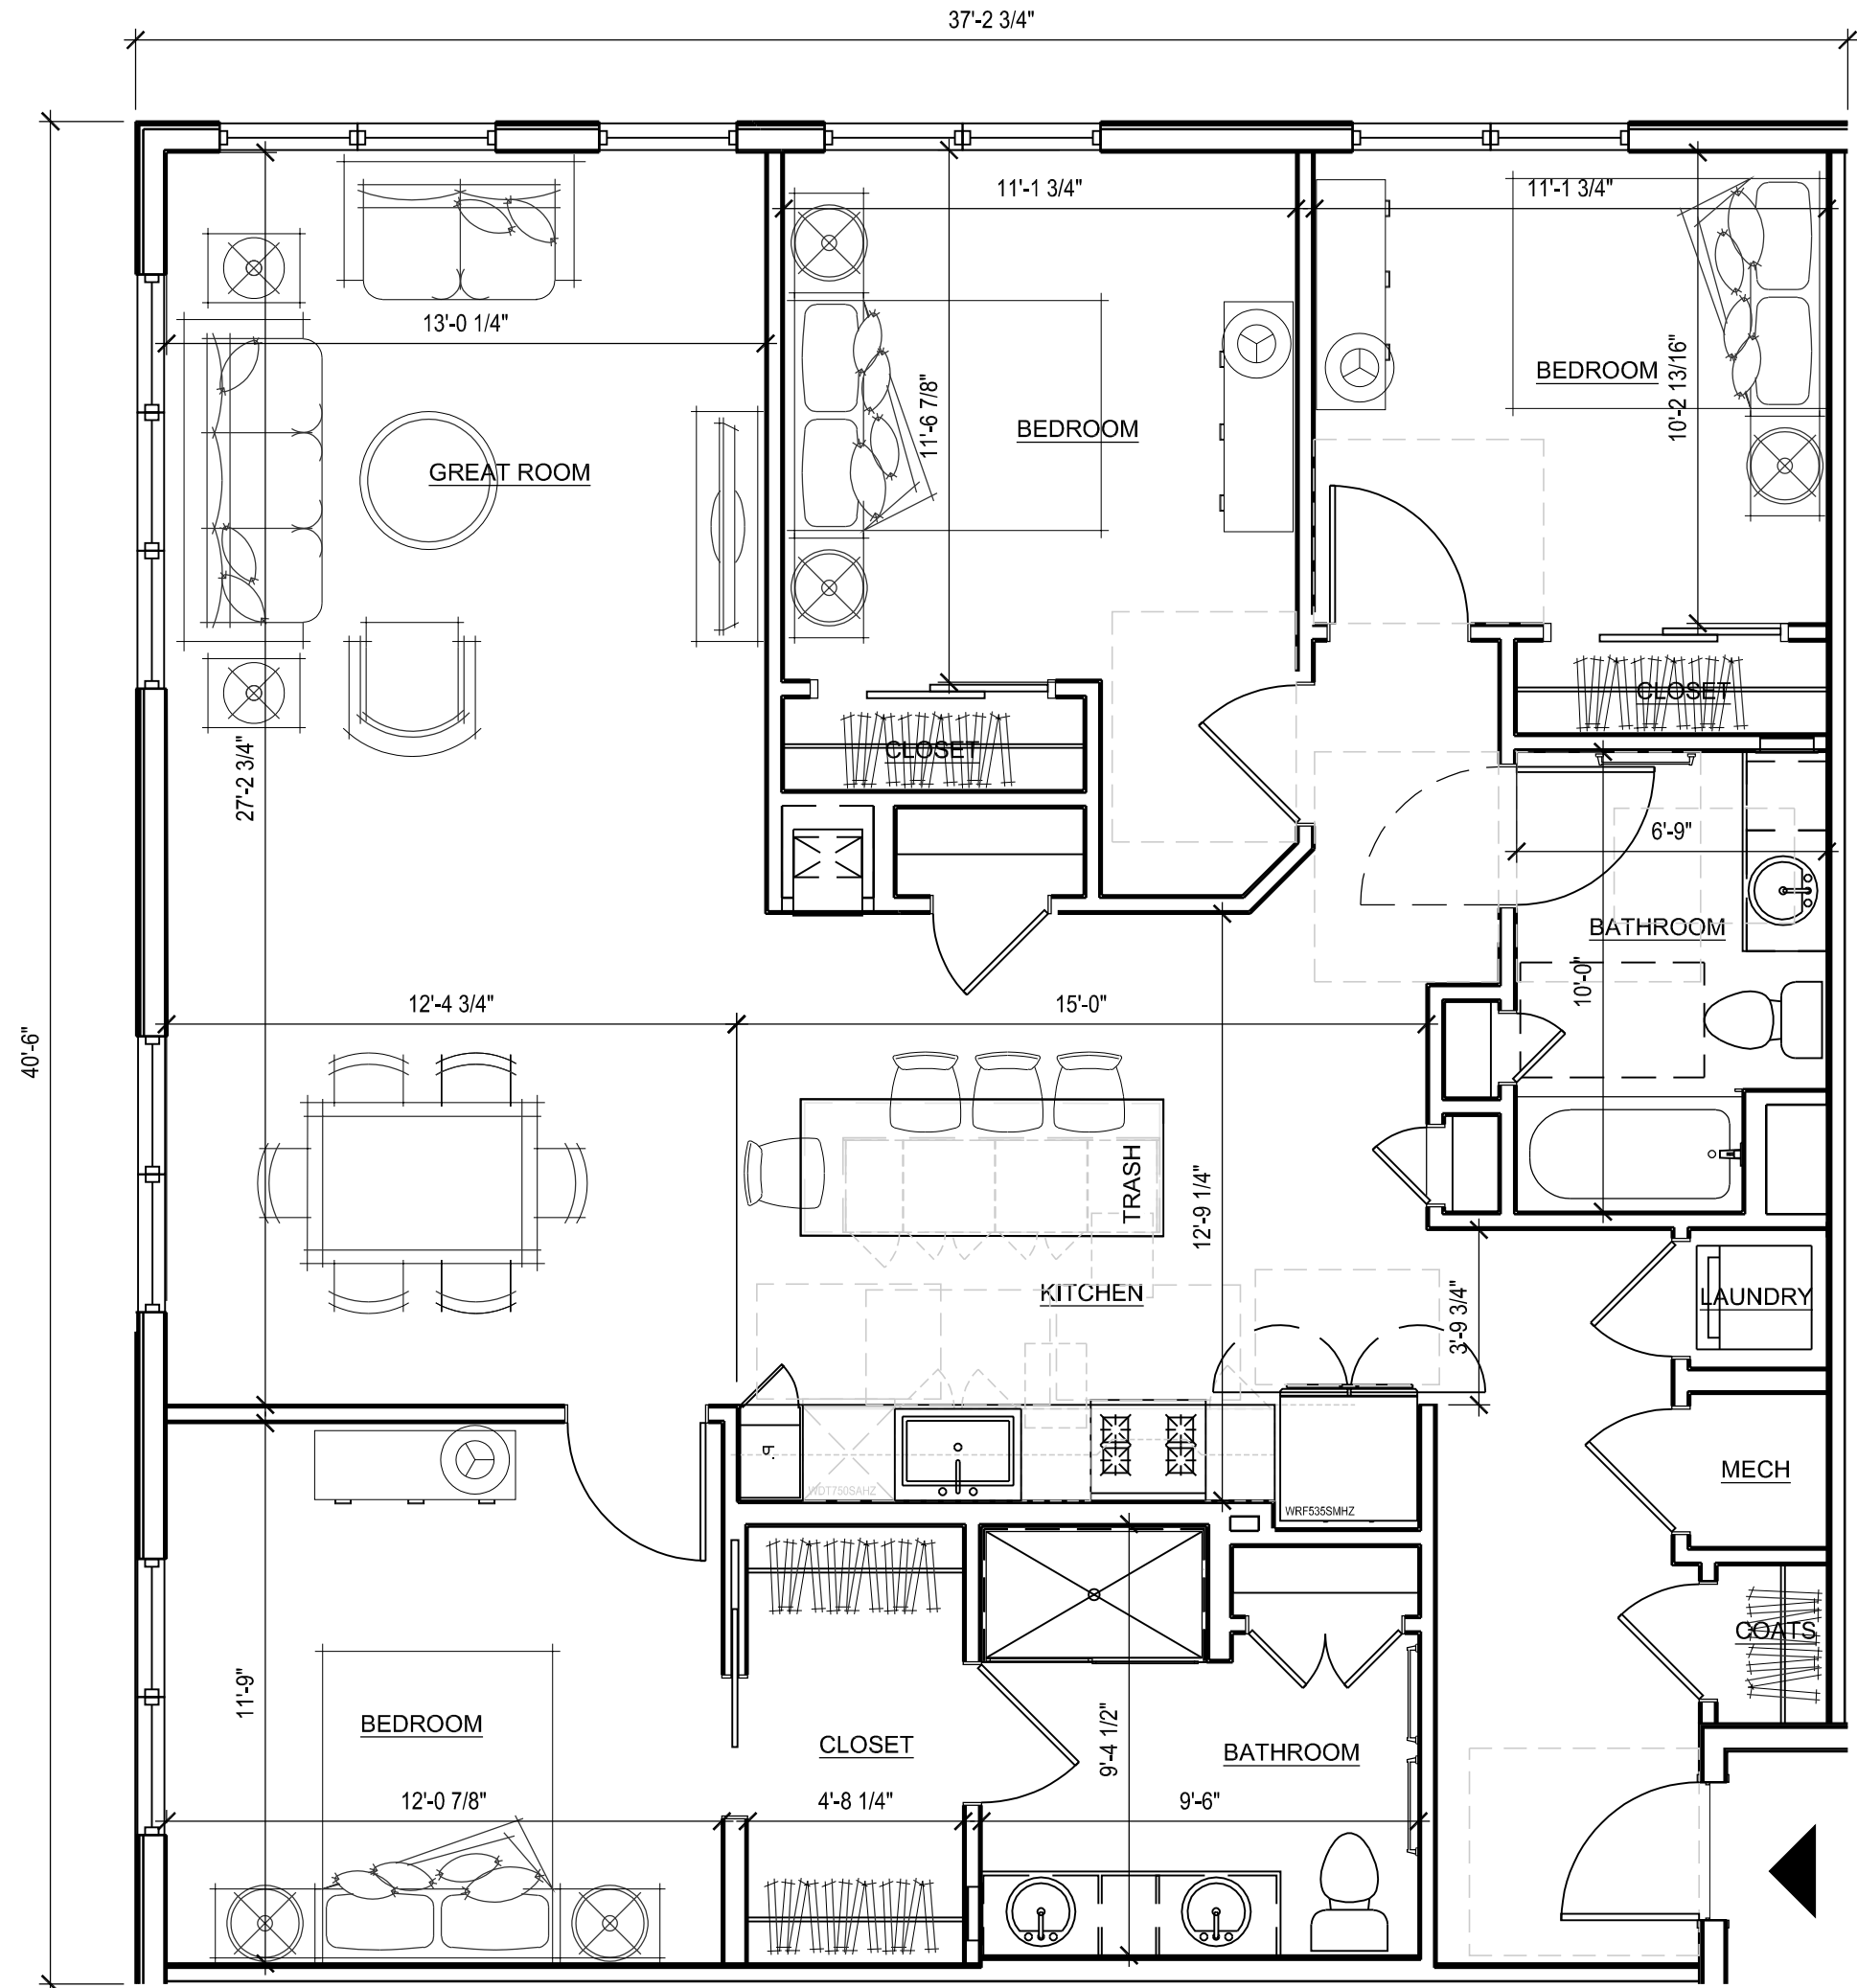 37'-2 3/4"
11'-1 3/4"
11'-1 3/4"
13'-0 1/4"
BEDROOM
10'-2 13/16"
11'-6 7/8"
BEDROOM
GREAT ROOM
CLOSET
CLOSET
27'-2 3/4"
6'-9"
BATHROOM
10'-0"
12'-4 3/4"
15'-0"
40'-6"
TRASH
12'-9 1/4"
KITCHEN
3'-9 3/4"
LAUNDRY
P.
WDT750SAHZ
WRF535SMHZ
MECH
COATS
11'-9"
BEDROOM
CLOSET
9'-4 1/2"
BATHROOM
12'-0 7/8"
4'-8 1/4"
9'-6"